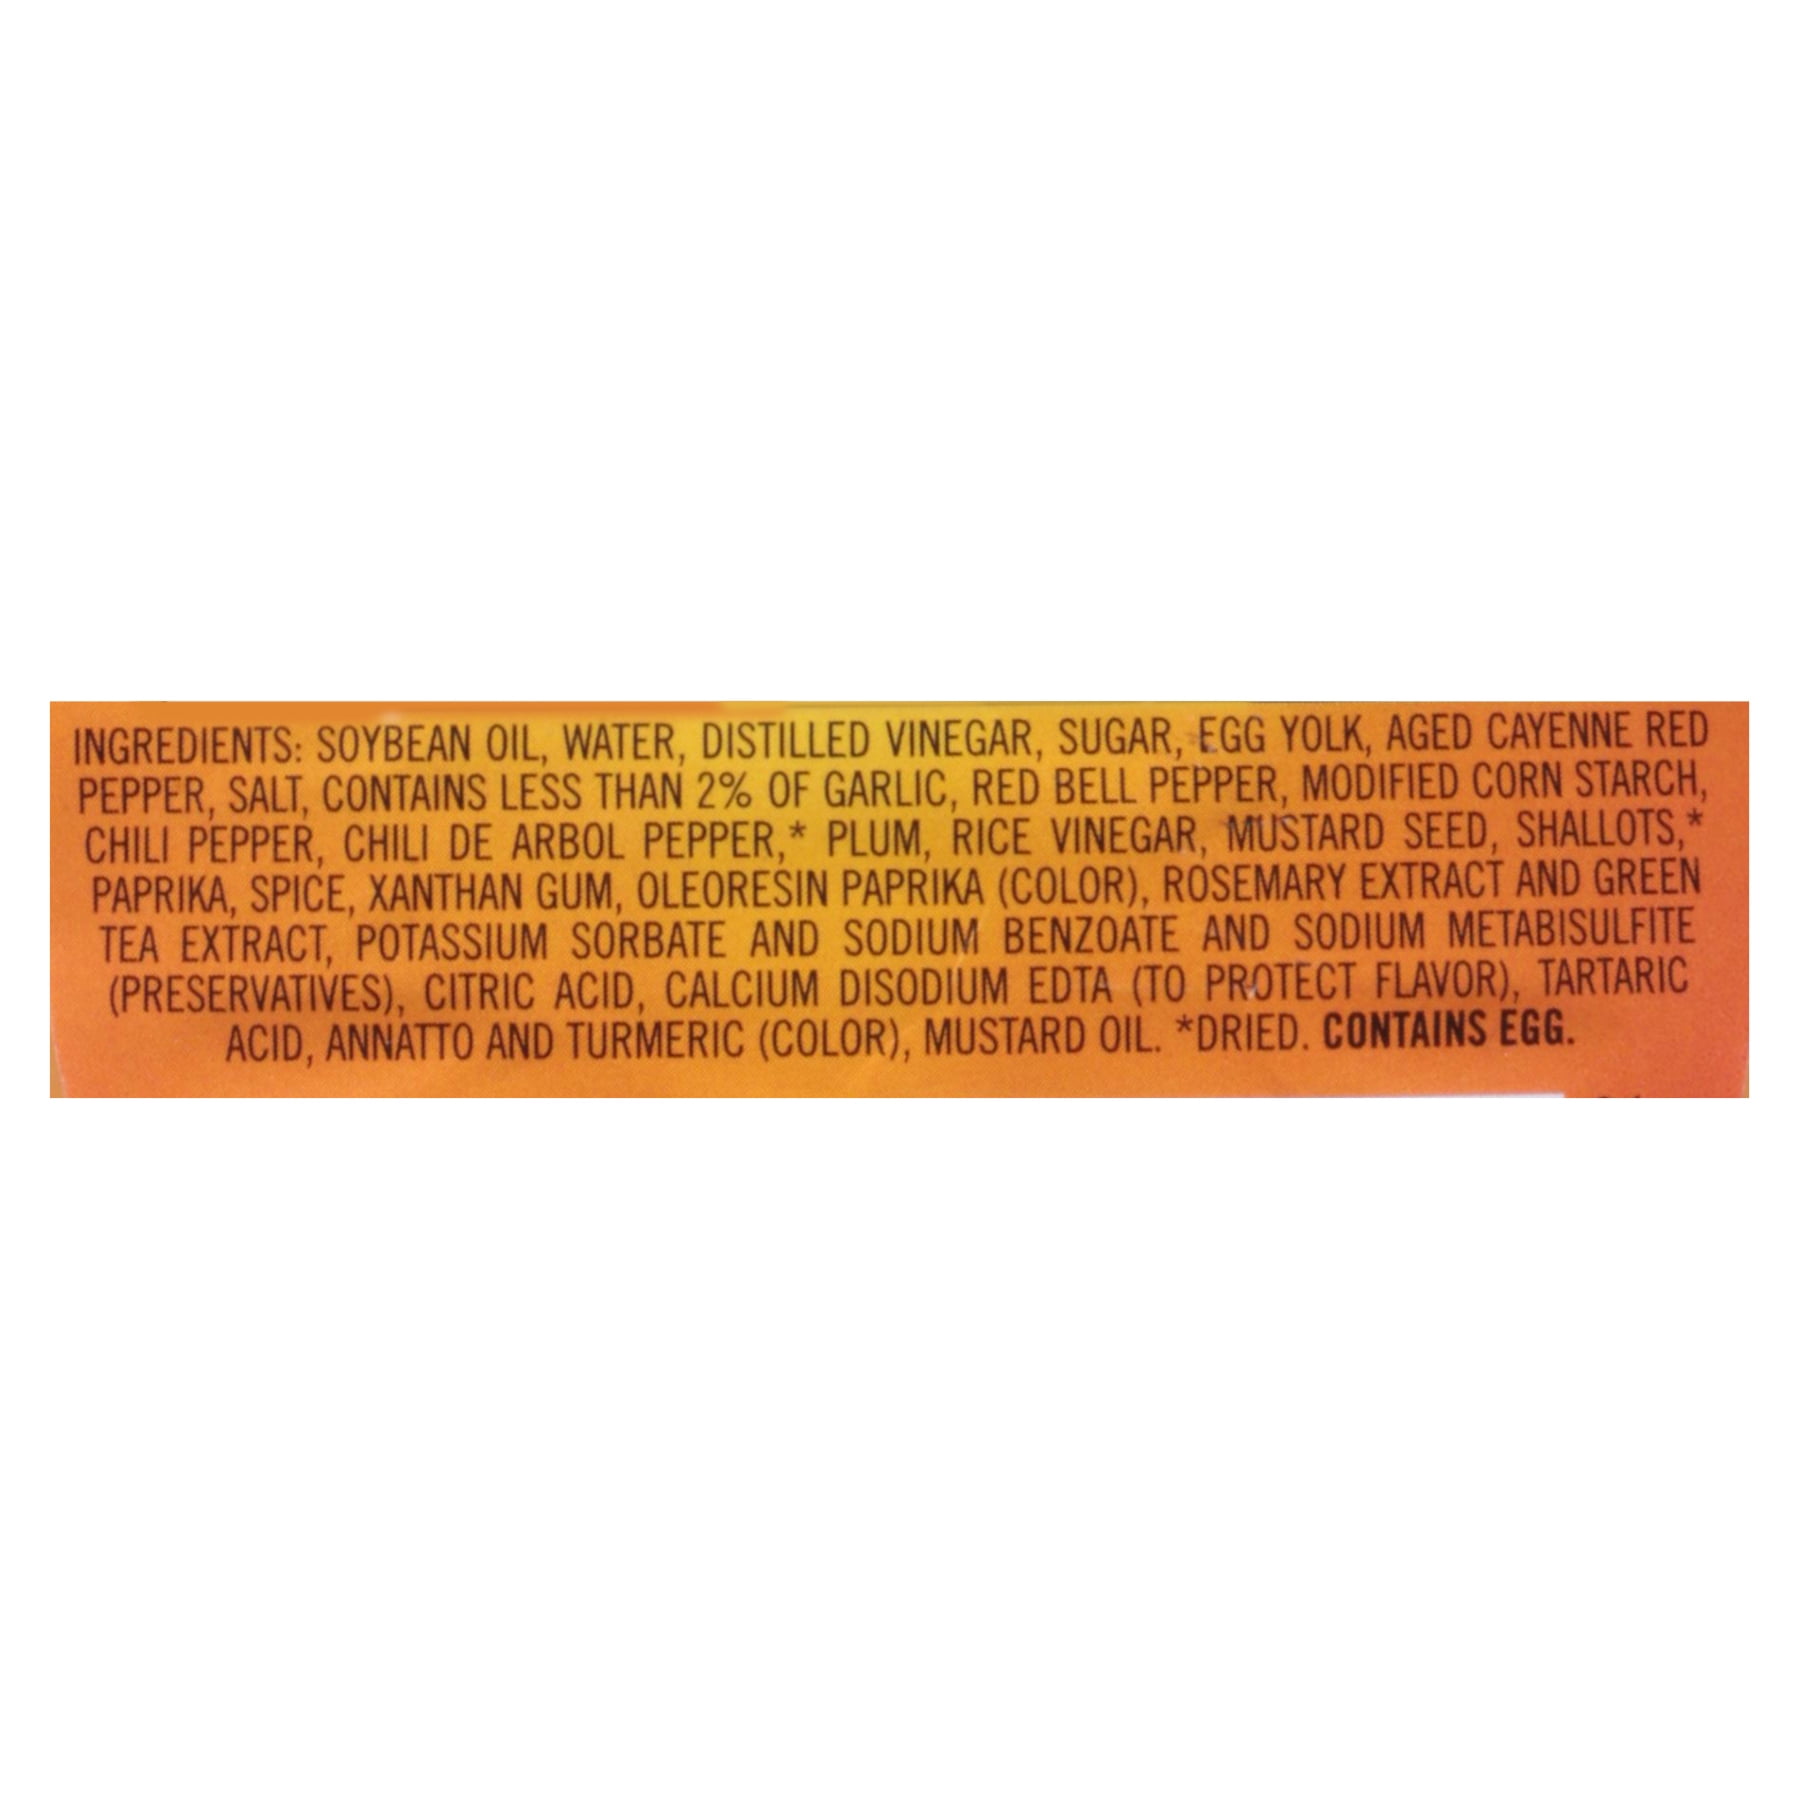 INGREDIENTS: SOYBEAN OIL, WATER, DISTILLED VINEGAR, SUGAR, EGG YOLK, AGED CAYENNE RED
PEPPER, SALT, CONTAINS LESS THAN 2% OF GARLIC, RED BELL PEPPER, MODIFIED CORN STARCH,
CHILI PEPPER, CHILI DE ARBOL PEPPER,* PLUM, RICE VINEGAR, MUSTARD SEED, SHALLOTS,*
PAPRIKA, SPICE, XANTHAN GUM, OLEORESIN PAPRIKA (COLOR), ROSEMARY EXTRACT AND GREEN
TEA EXTRACT, POTASSIUM SORBATE AND SODIUM BENZOATE AND SODIUM METABISULFITE
(PRESERVATIVES), CITRIC ACID, CALCIUM DISODIUM EDTA (TO PROTECT FLAVOR), TARTARIC
ACID, ANNATTO AND TURMERIC (COLOR), MUSTARD OIL. *DRIED. CONTAINS EGG.